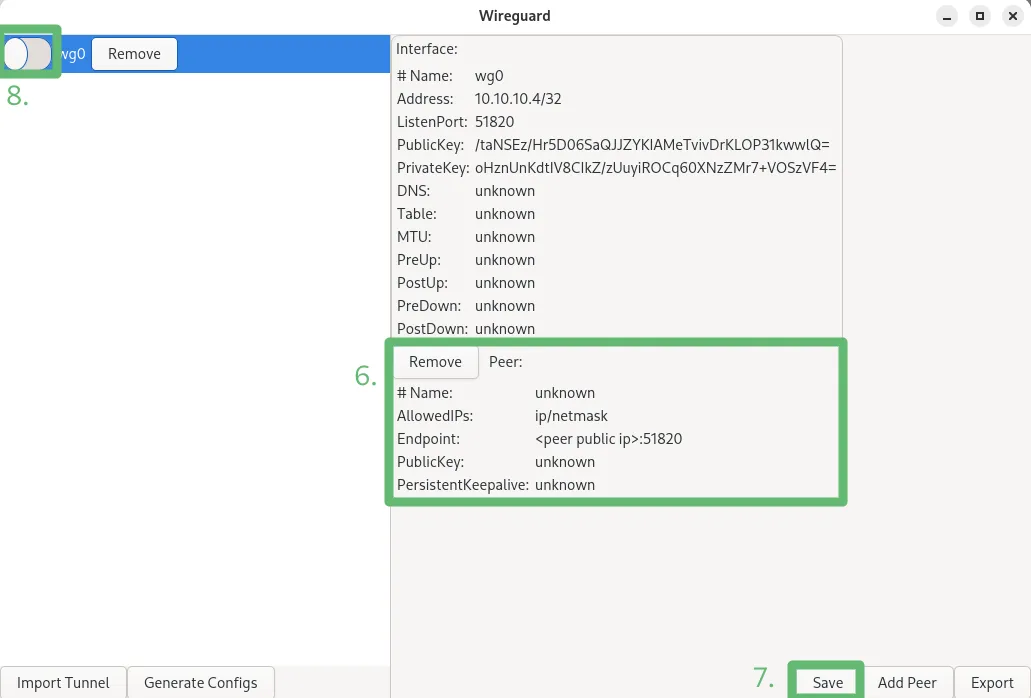 Wireguard
wg0 Remove
8.
Interface:
# Name: wg0
Address: 10.10.10.4/32
ListenPort: 51820
PublicKey: /taNSEz/Hr5D06SaQJJZYKIAMeTvivDrKLOP31kwwlQ=
PrivateKey: oHznUnKdtIV8CIkZ/zUuyiROCq60XNzZMr7+VOSzVF4=
DNS: unknown
Table: unknown
MTU: unknown
PreUp: unknown
PostUp: unknown
PreDown: unknown
PostDown: unknown
6.
Remove Peer:
# Name: unknown
AllowedIPs: ip/netmask
Endpoint: <peer public ip>:51820
PublicKey: unknown
PersistentKeepalive: unknown
Import Tunnel Generate Configs
7.
Save Add Peer Export